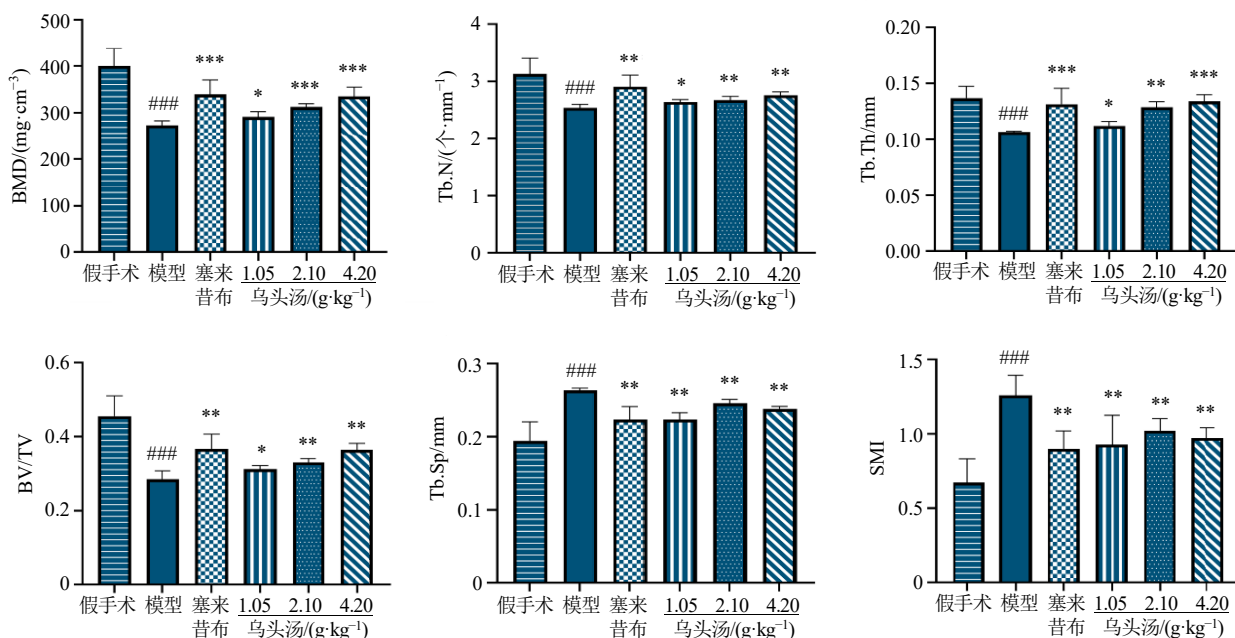 BMD/(mg·cm⁻³)
500
400
300
200
100
0
### *** * *** ***
假手术 模型 塞来昔布 1.05 2.10 4.20
乌头汤/(g·kg⁻¹)
Tb.N/(个·mm⁻¹)
4
3
2
1
0
### ** * ** **
假手术 模型 塞来昔布 1.05 2.10 4.20
乌头汤/(g·kg⁻¹)
Tb.Th/mm
0.20
0.15
0.10
0.05
0.00
### *** * ** ***
假手术 模型 塞来昔布 1.05 2.10 4.20
乌头汤/(g·kg⁻¹)
BV/TV
0.6
0.4
0.2
0
### ** * ** **
假手术 模型 塞来昔布 1.05 2.10 4.20
乌头汤/(g·kg⁻¹)
Tb.Sp/mm
0.3
0.2
0.1
0
### ** ** ** **
假手术 模型 塞来昔布 1.05 2.10 4.20
乌头汤/(g·kg⁻¹)
SMI
1.5
1.0
0.5
0
### ** ** ** **
假手术 模型 塞来昔布 1.05 2.10 4.20
乌头汤/(g·kg⁻¹)